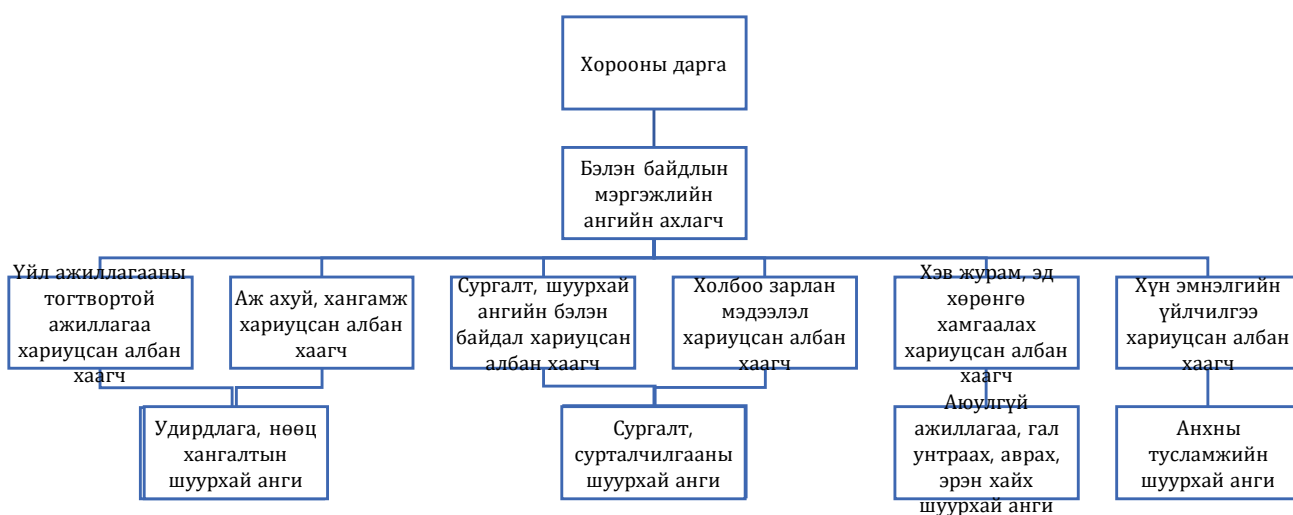 Хорооны дарга
Бэлэн байдлын
мэргэжлийн
ангийн ахлагч
Үйл ажиллагааны
тогтвортой
ажиллагаа
хариуцсан албан
хаагч
Аж ахуй, хангамж
хариуцсан албан
хаагч
Сургалт, шуурхай
ангийн бэлэн
байдал хариуцсан
албан хаагч
Холбоо зарлан
мэдээлэл
хариуцсан албан
хаагч
Хэв журам, эд
хөрөнгө
хамгаалах
хариуцсан албан
хаагч
Хүн эмнэлгийн
үйлчилгээ
хариуцсан албан
хаагч
Удирдлага, нөөц
хангалтын
шуурхай анги
Сургалт,
сурталчилгааны
шуурхай анги
Аюулгүй
ажиллагаа, гал
унтраах, аврах,
эрэн хайх
шуурхай анги
Анхны
тусламжийн
шуурхай анги